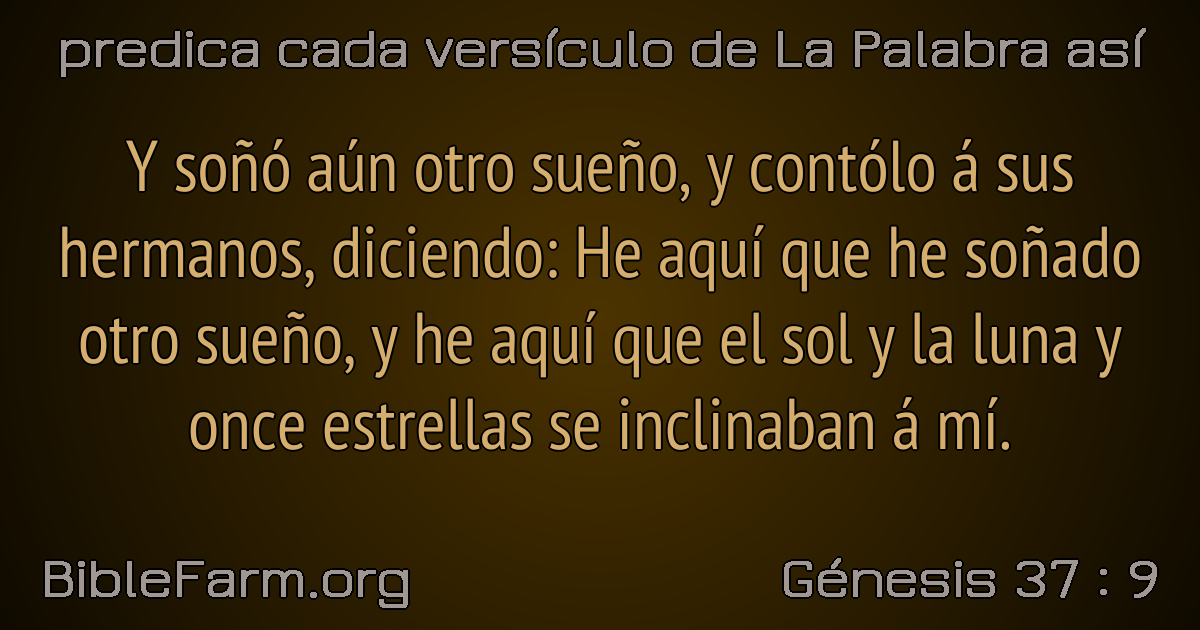 predica cada versículo de La Palabra así
Y soñó aún otro sueño, y contólo á sus
hermanos, diciendo: He aquí que he soñado
otro sueño, y he aquí que el sol y la luna y
once estrellas se inclinaban á mí.
BibleFarm.org
Génesis 37 : 9